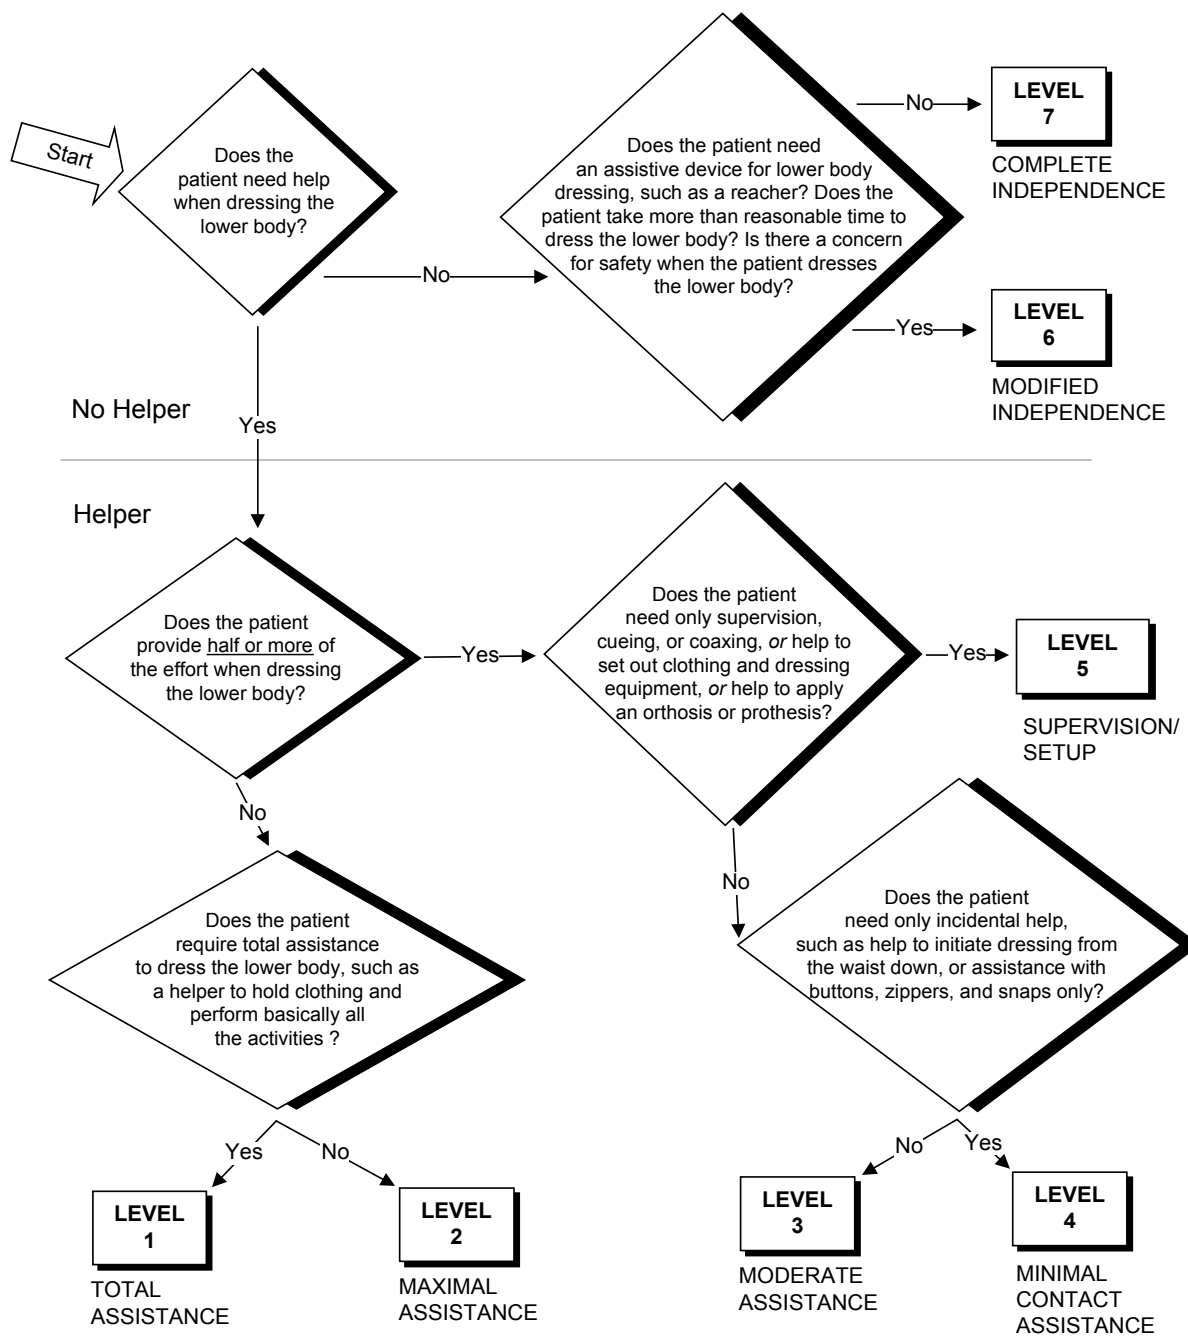 Start
Does the
patient need help
when dressing the
lower body?
No
Does the patient need
an assistive device for lower body
dressing, such as a reacher? Does the
patient take more than reasonable time to
dress the lower body? Is there a concern
for safety when the patient dresses
the lower body?
No
LEVEL
7
COMPLETE
INDEPENDENCE
Yes
LEVEL
6
MODIFIED
INDEPENDENCE
No Helper
Yes
Helper
Does the patient
provide half or more of
the effort when dressing
the lower body?
Yes
Does the patient
need only supervision,
cueing, or coaxing, or help to
set out clothing and dressing
equipment, or help to apply
an orthosis or prothesis?
Yes
LEVEL
5
SUPERVISION/
SETUP
No
No
Does the patient
require total assistance
to dress the lower body, such as
a helper to hold clothing and
perform basically all
the activities ?
Does the patient
need only incidental help,
such as help to initiate dressing from
the waist down, or assistance with
buttons, zippers, and snaps only?
Yes
No
No
Yes
LEVEL
1
TOTAL
ASSISTANCE
LEVEL
2
MAXIMAL
ASSISTANCE
LEVEL
3
MODERATE
ASSISTANCE
LEVEL
4
MINIMAL
CONTACT
ASSISTANCE